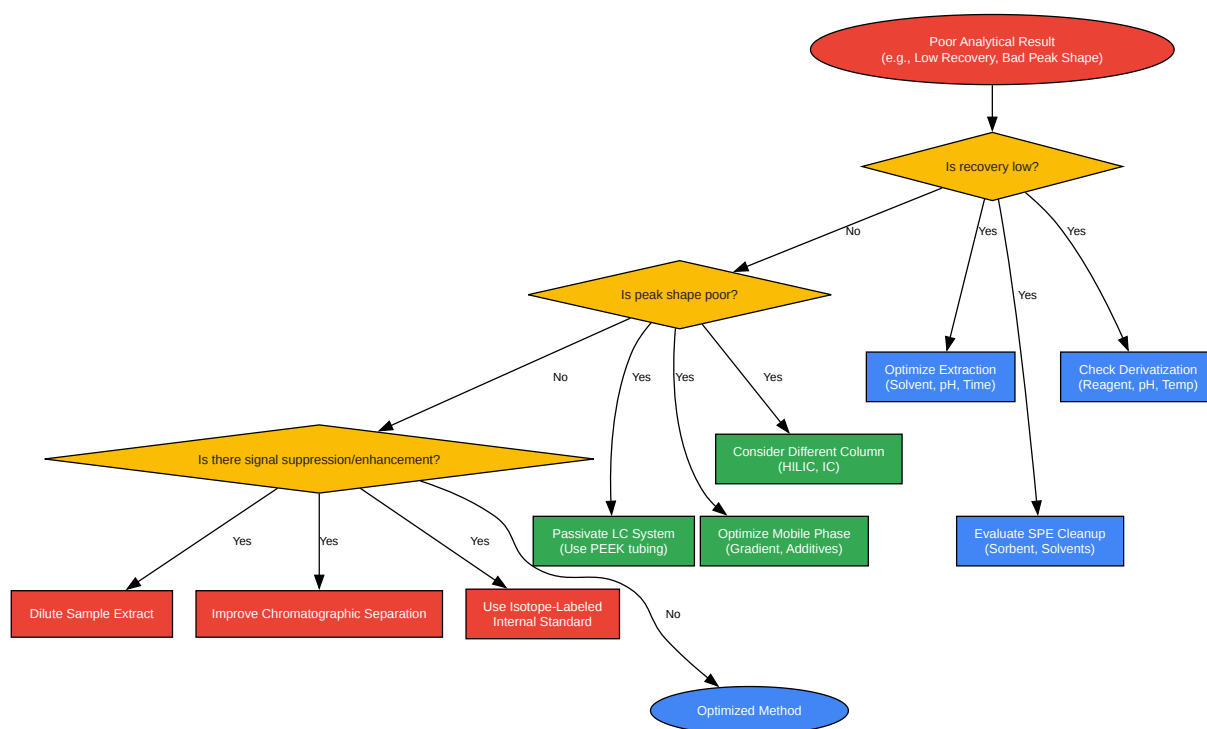 Poor Analytical Result
(e.g., Low Recovery, Bad Peak Shape)
Is recovery low?
No
Yes
Yes
Yes
Is peak shape poor?
No
Yes
Yes
Yes
Optimize Extraction
(Solvent, pH, Time)
Check Derivatization
(Reagent, pH, Temp)
Consider Different Column
(HILIC, IC)
Is there signal suppression/enhancement?
Yes
Yes
Yes
No
Passivate LC System
(Use PEEK tubing)
Optimize Mobile Phase
(Gradient, Additives)
Evaluate SPE Cleanup
(Sorbent, Solvents)
Dilute Sample Extract
Improve Chromatographic Separation
Use Isotope-Labeled
Internal Standard
Optimized Method